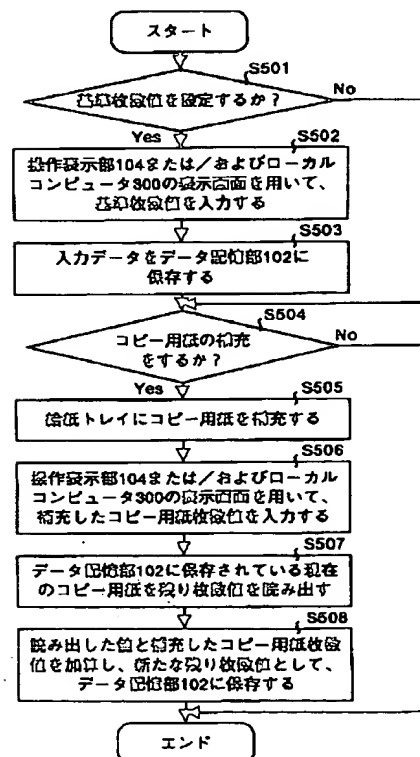 スタート
S501
基準枚数値を設定するか?
No
Yes
S502
操作表示部104または/およびローカル
コンピュータ300の表示画面を用いて、
基準枚数値を入力する
S503
入力データをデータ記憶部102に
保存する
S504
コピー用紙の補充
をするか?
No
Yes
S505
給紙トレイにコピー用紙を補充する
S506
操作表示部104または/およびローカル
コンピュータ300の表示画面を用いて、
補充したコピー用紙枚数値を入力する
S507
データ記憶部102に保存されている現在
のコピー用紙を残り枚数値を読み出す
S508
読み出した値と補充したコピー用紙枚数
値を加算し、新たな残り枚数値として、
データ記憶部102に保存する
エンド